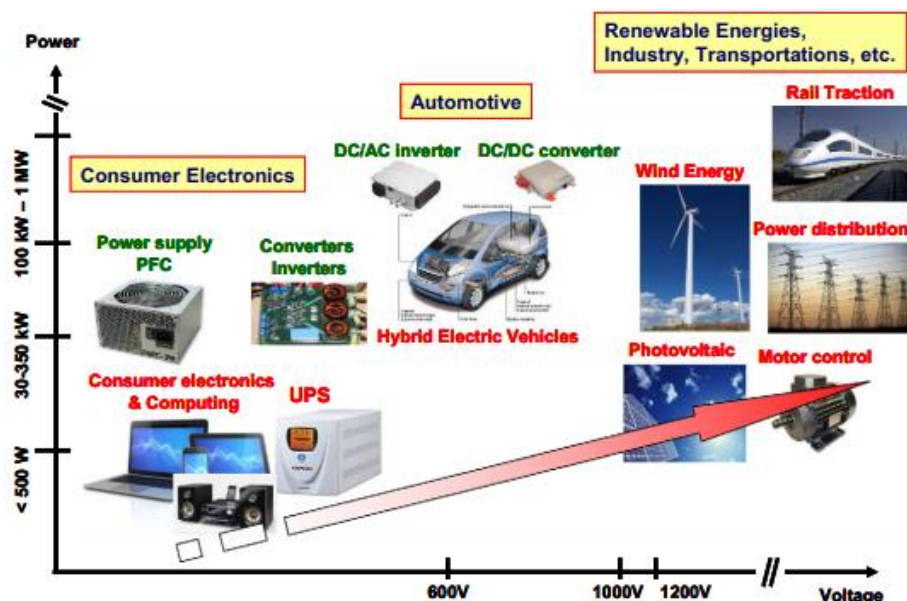 Power
Renewable Energies,
Industry, Transportations, etc.
Rail Traction
Automotive
DC/AC inverter
DC/DC converter
Consumer Electronics
Wind Energy
100 kW – 1 MW
Power supply
PFC
Converters
Inverters
Power distribution
30-350 kW
Hybrid Electric Vehicles
Photovoltaic
Motor control
Consumer electronics
& Computing
UPS
< 500 W
600V
1000V
1200V
Voltage